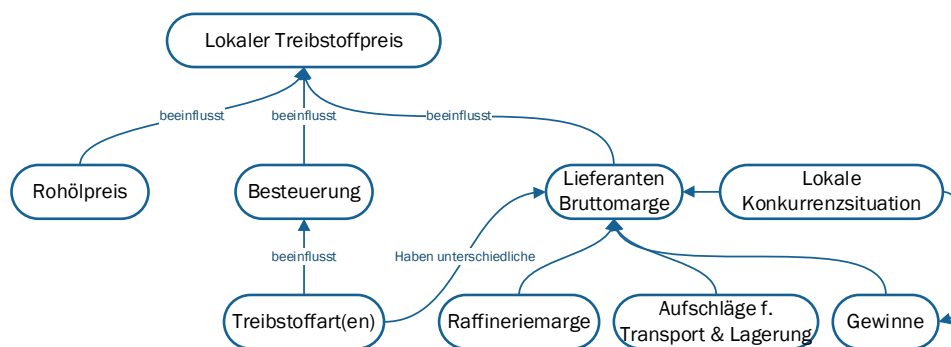 Lokaler Treibstoffpreis
beeinflusst
beeinflusst
beeinflusst
Rohölpreis
Besteuerung
Lieferanten
Bruttomarge
Lokale
Konkurrenzsituation
beeinflusst
Haben unterschiedliche
Treibstoffart(en)
Raffineriemarge
Aufschläge f.
Transport & Lagerung
Gewinne